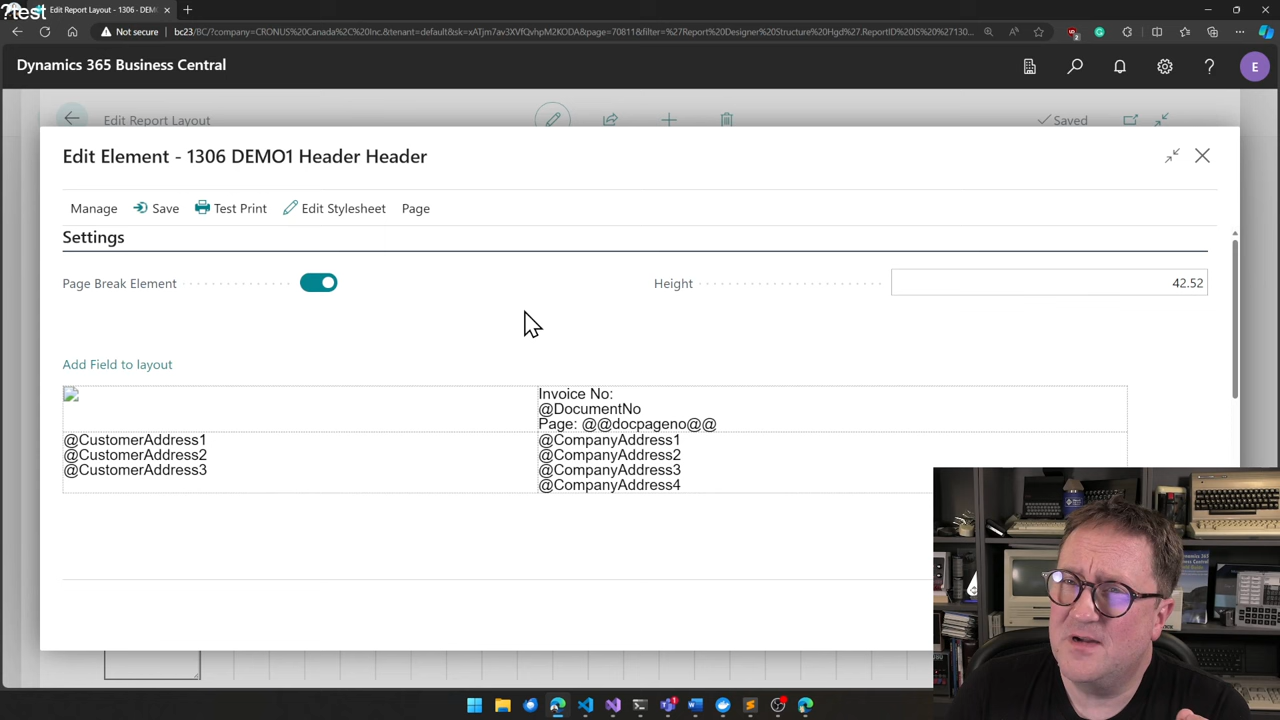 ?test
Edit Report Layout - 1306 - DEM
Not secure
bc23/BC/?company=CRONUS%20Canada%2C%20Inc.&tenant=default&sk=xATjm7av3XVfQvhpM2KODA&page=70811&filter=%27Report%20Designer%20Structure%20Hgd%27.ReportID%20IS%20%2713...
Dynamics 365 Business Central
E
Edit Report Layout
Saved
Edit Element - 1306 DEMO1 Header Header
Manage Save Test Print Edit Stylesheet Page
Settings
Page Break Element
Height 42.52
Add Field to layout
Invoice No:
@DocumentNo
Page: @@docpageno@@
@CustomerAddress1
@CustomerAddress2
@CustomerAddress3
@CompanyAddress1
@CompanyAddress2
@CompanyAddress3
@CompanyAddress4